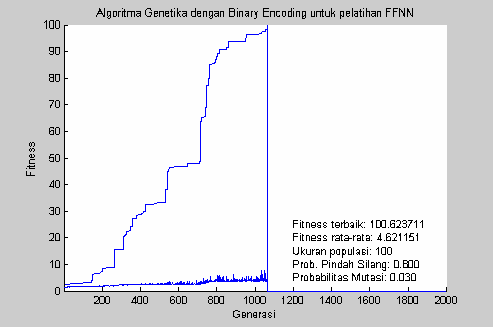 Algoritma Genetika dengan Binary Encoding untuk pelatihan FFNN
100
90
80
70
60
50
40
30
20
10
0
Fitness
Fitness terbaik: 100.623711
Fitness rata-rata: 4.621151
Ukuran populasi: 100
Prob. Pindah Silang: 0.800
Probabilitas Mutasi: 0.030
200 400 600 800 1000 1200 1400 1600 1800 2000
Generasi